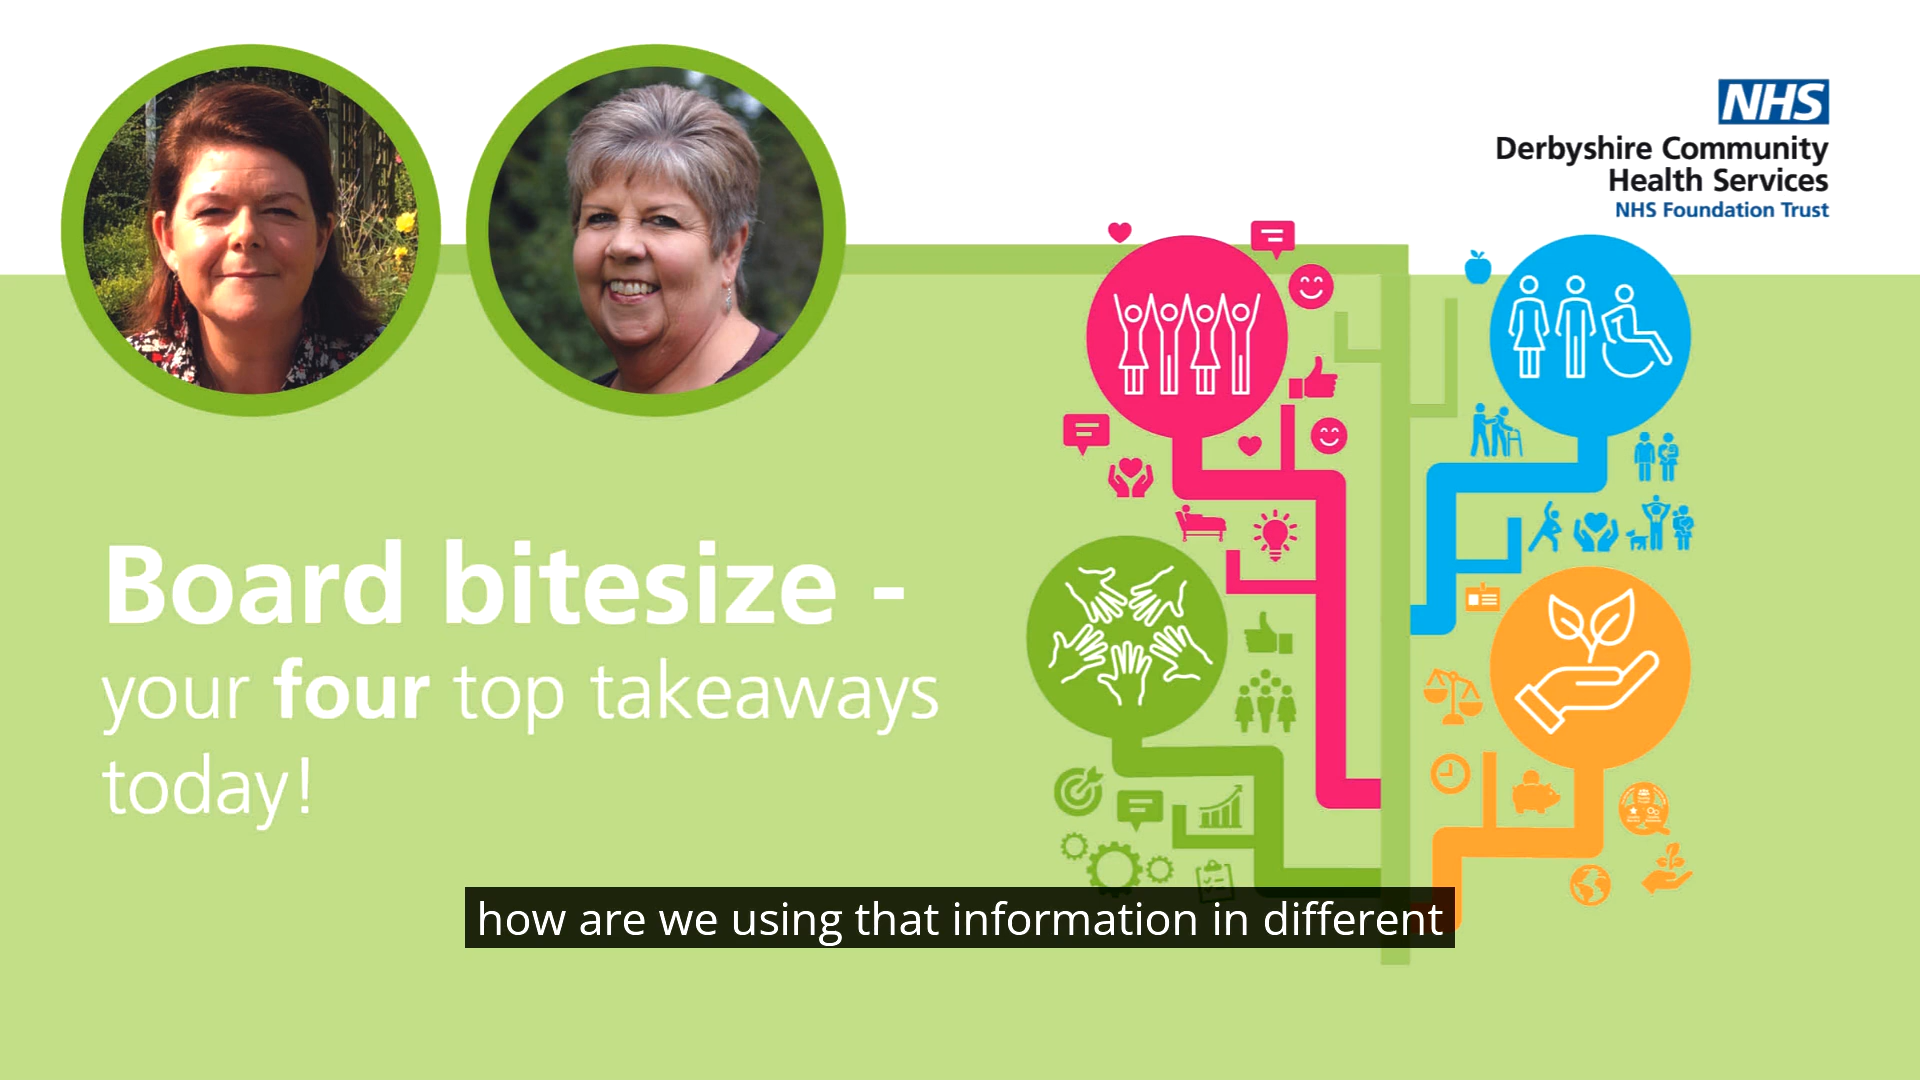 NHS
Derbyshire Community
Health Services
NHS Foundation Trust
Board bitesize -
your four top takeaways
today!
how are we using that information in different